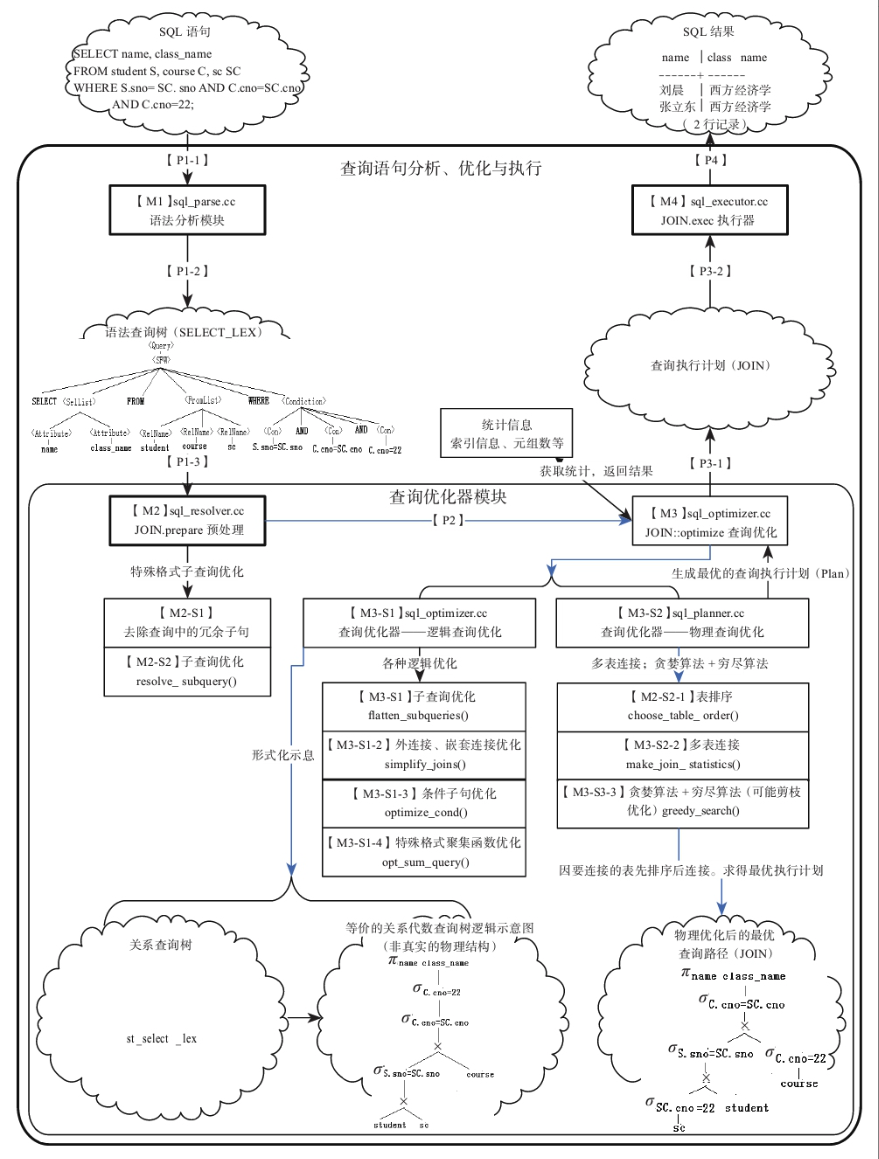 SQL 语句
SELECT name, class_name
FROM student S, course C, sc SC
WHERE S.sno= SC. sno AND C.cno=SC.cno
AND C.cno=22;
SQL 结果
name | class name
------+ ------
刘晨 | 西方经济学
张立东 | 西方经济学
（ 2 行记录）
【 P1-1】
【 P4】
查询语句分析、优化与执行
【 M1 】sql_parse.cc
语法分析模块
【 M4 】sql_executor.cc
JOIN.exec 执行器
【 P1-2】
【 P3-2】
语法查询树（SELECT_LEX）
<Query>
<SFW>
SELECT <SelList> FROM <FromList> WHERE <Condiction>
<Attribute> <Attribute> <RelName> <RelName> <RelName> <Con> AND <Con> AND <Con>
name class_name student course sc S.sno=SC.sno C.cno=SC.cno C.cno=22
查询执行计划（JOIN）
统计信息
索引信息、元组数等
获取统计，返回结果
【 P1-3】
【 P3-1】
查询优化器模块
【 M2 】sql_resolver.cc
JOIN.prepare 预处理
【 P2】
【 M3 】sql_optimizer.cc
JOIN::optimize 查询优化
特殊格式子查询优化
生成最优的查询执行计划（Plan）
【 M2-S1】
去除查询中的冗余子句
【 M2-S2 】子查询优化
resolve_ subquery()
【 M3-S1 】sql_optimizer.cc
查询优化器——逻辑查询优化
【 M3-S2 】sql_planner.cc
查询优化器——物理查询优化
各种逻辑优化
多表连接；贪婪算法 + 穷尽算法
【 M3-S1 】子查询优化
flatten_subqueries()
【 M3-S1-2 】外连接、嵌套连接优化
simplify_joins()
【 M3-S1-3 】条件子句优化
optimize_cond()
【 M3-S1-4 】特殊格式聚集函数优化
opt_sum_query()
【 M2-S2-1 】表排序
choose_table_ order()
【 M3-S2-2 】多表连接
make_join_ statistics()
【 M3-S3-3 】贪婪算法 + 穷尽算法（可能剪枝
优化）greedy_search()
形式化示息
因要连接的表先排序后连接。求得最优执行计划
关系查询树
st_select _lex
等价的关系代数查询树逻辑示意图
（非真实的物理结构）
π name class_name
σ C.cno=22
σ C.cno=SC.cno
×
σ S.sno=SC.sno course
×
student sc
物理优化后的最优
查询路径（JOIN）
π name class_name
σ C.cno=SC.cno
×
σ S.sno=SC.sno σ C.cno=22
× course
σ SC.cno=22 student
sc